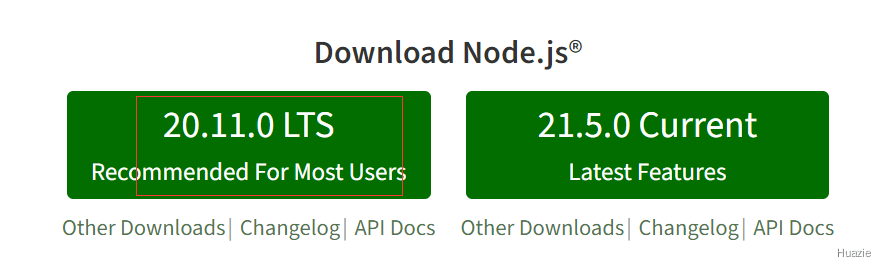 Download Node.js®
20.11.0 LTS
Recommended For Most Users
21.5.0 Current
Latest Features
Other Downloads| Changelog| API Docs
Other Downloads| Changelog| API Docs
Huazie